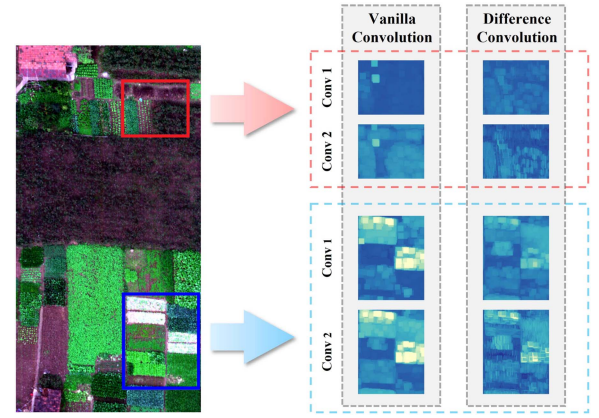 Vanilla
Convolution
Difference
Convolution
Conv 1
Conv 2
Conv 1
Conv 2